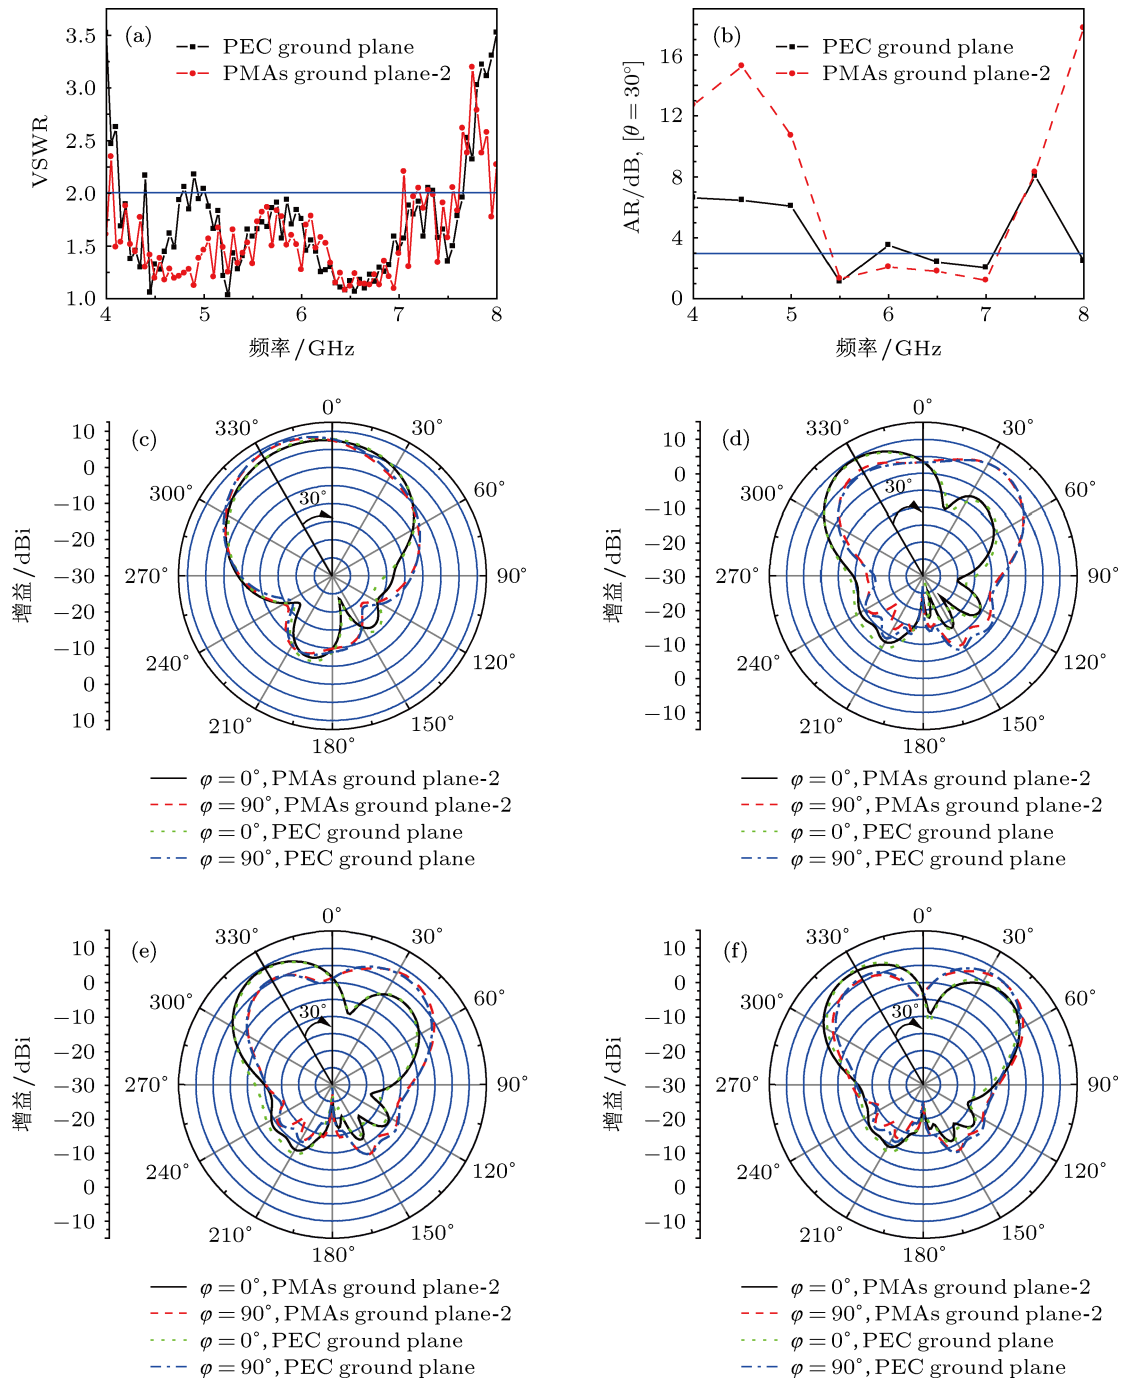 (a)
PEC ground plane
PMAs ground plane-2
VSWR
3.5
3.0
2.5
2.0
1.5
1.0
4 5 6 7 8
频率/GHz
(b)
PEC ground plane
PMAs ground plane-2
AR/dB, [θ = 30°]
16
12
8
4
0
4 5 6 7 8
频率/GHz
(c)
增益/dBi
10
0
−10
−20
−30
−20
−10
0
10
0°
30°
60°
90°
120°
150°
180°
210°
240°
270°
300°
330°
30°
φ = 0°, PMAs ground plane-2
φ = 90°, PMAs ground plane-2
φ = 0°, PEC ground plane
φ = 90°, PEC ground plane
(d)
增益/dBi
10
0
−10
−20
−30
−20
−10
0
−10
0°
30°
60°
90°
120°
150°
180°
210°
240°
270°
300°
330°
30°
φ = 0°, PMAs ground plane-2
φ = 90°, PMAs ground plane-2
φ = 0°, PEC ground plane
φ = 90°, PEC ground plane
(e)
增益/dBi
10
0
−10
−20
−30
−20
−10
0
−10
0°
30°
60°
90°
120°
150°
180°
210°
240°
270°
300°
330°
30°
φ = 0°, PMAs ground plane-2
φ = 90°, PMAs ground plane-2
φ = 0°, PEC ground plane
φ = 90°, PEC ground plane
(f)
增益/dBi
10
0
−10
−20
−30
−20
−10
0
−10
0°
30°
60°
90°
120°
150°
180°
210°
240°
270°
300°
330°
30°
φ = 0°, PMAs ground plane-2
φ = 90°, PMAs ground plane-2
φ = 0°, PEC ground plane
φ = 90°, PEC ground plane